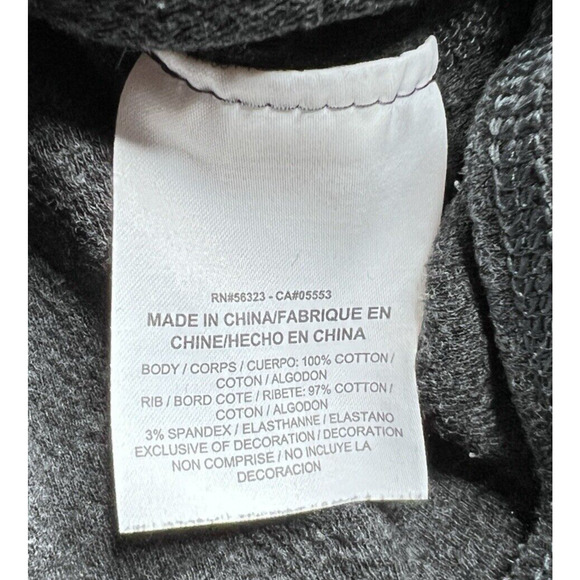 RN#56323 - CA#05553
MADE IN CHINA/FABRIQUE EN
CHINE/HECHO EN CHINA
BODY / CORPS / CUERPO: 100% COTTON /
COTON / ALGODON
RIB / BORD COTE / RIBETE: 97% COTTON /
COTON / ALGODON
3% SPANDEX / ELASTHANNE / ELASTANO
EXCLUSIVE OF DECORATION / DECORATION
NON COMPRISE / NO INCLUYE LA
DECORACION